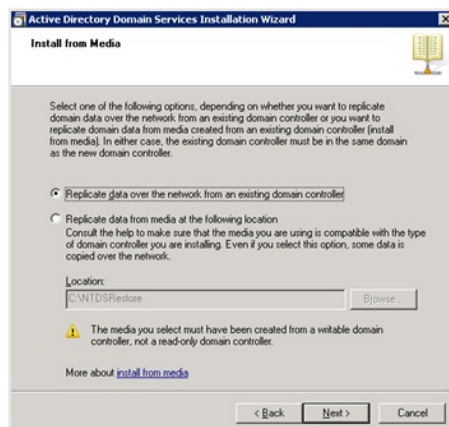 Active Directory Domain Services Installation Wizard
Install from Media
Select one of the following options, depending on whether you want to replicate
domain data over the network from an existing domain controller or you want to
replicate domain data from media created from an existing domain controller (install
from media). In either case, the existing domain controller must be in the same domain
as the new domain controller.
Replicate data over the network from an existing domain controller
Replicate data from media at the following location
Consult the help to make sure that the media you are using is compatible with the type
of domain controller you are installing. Even if you select this option, some data is
copied over the network.
Location:
C:\NTDSRestore
Browse...
The media you select must have been created from a writable domain
controller, not a read-only domain controller.
More about install from media
< Back Next > Cancel